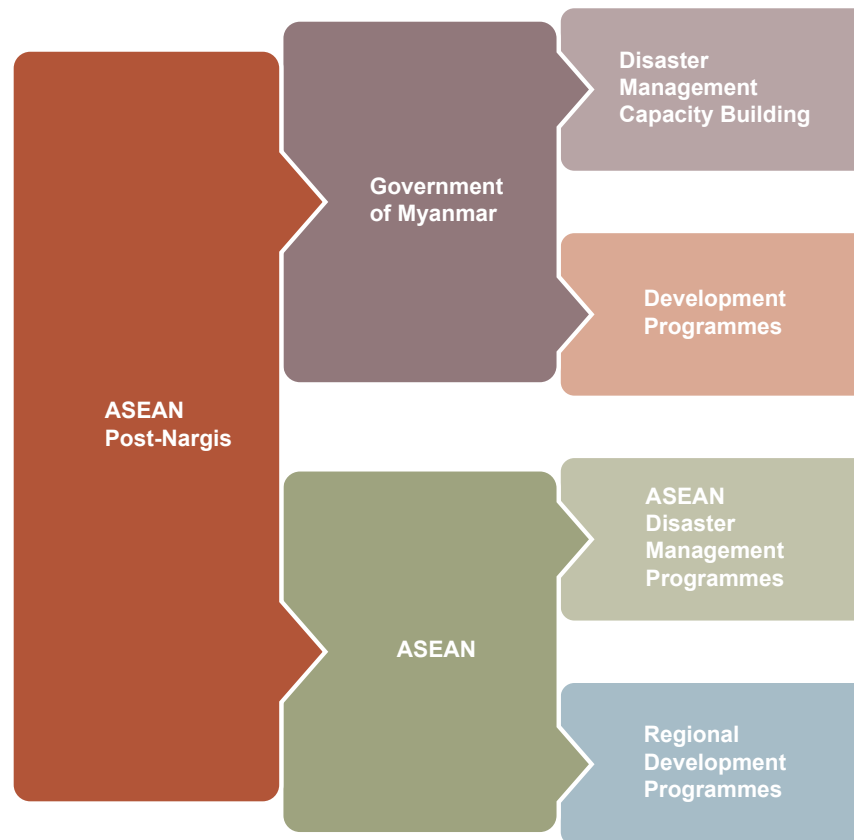 ASEAN
Post-Nargis
Government
of Myanmar
Disaster
Management
Capacity Building
Development
Programmes
ASEAN
ASEAN
Disaster
Management
Programmes
Regional
Development
Programmes